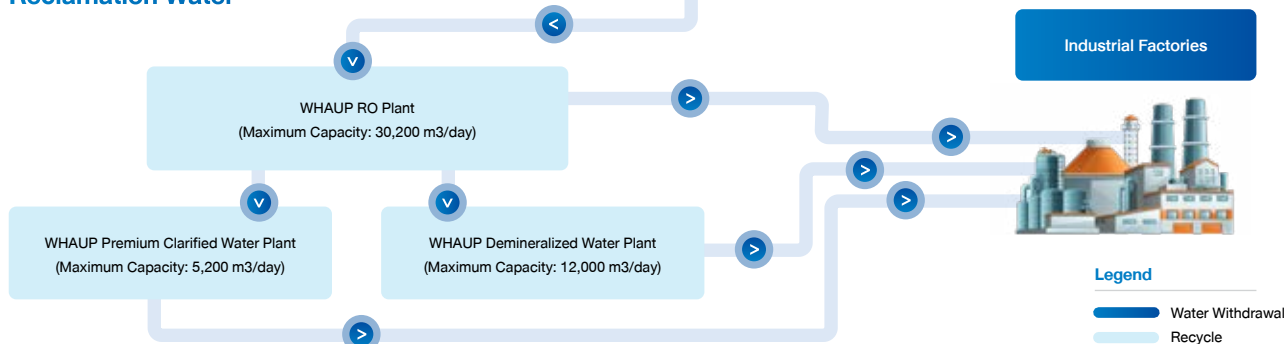 Reclamation Water
Industrial Factories
WHAUP RO Plant
(Maximum Capacity: 30,200 m3/day)
WHAUP Premium Clarified Water Plant
(Maximum Capacity: 5,200 m3/day)
WHAUP Demineralized Water Plant
(Maximum Capacity: 12,000 m3/day)
Legend
Water Withdrawal
Recycle